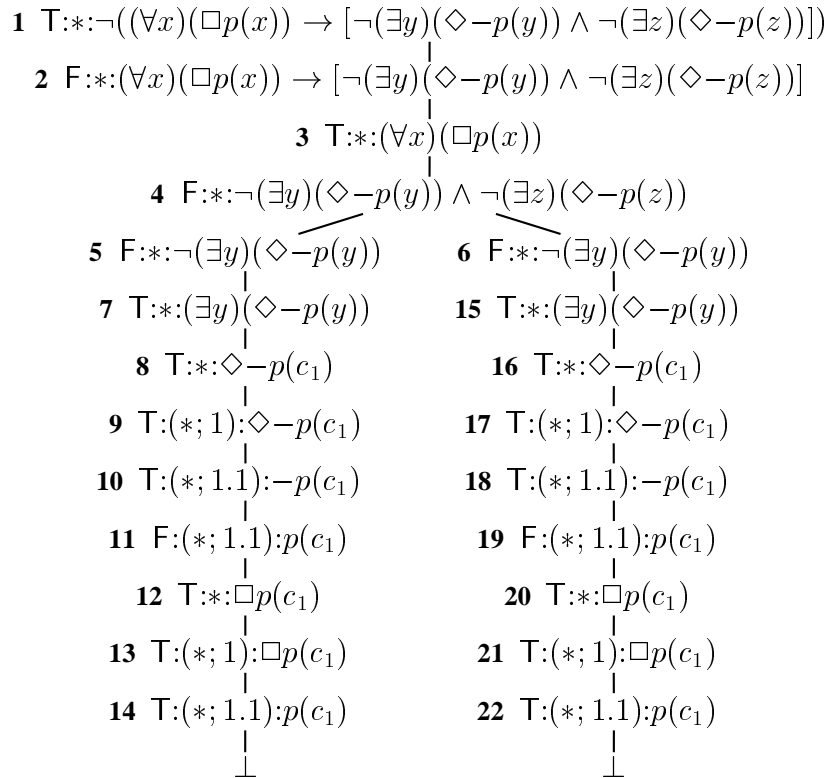 1 T:∗:¬((∀x)(□p(x)) → [¬(∃y)(◇−p(y)) ∧ ¬(∃z)(◇−p(z))])
2 F:∗:(∀x)(□p(x)) → [¬(∃y)(◇−p(y)) ∧ ¬(∃z)(◇−p(z))]
3 T:∗:(∀x)(□p(x))
4 F:∗:¬(∃y)(◇−p(y)) ∧ ¬(∃z)(◇−p(z))
5 F:∗:¬(∃y)(◇−p(y)) 6 F:∗:¬(∃y)(◇−p(y))
7 T:∗:(∃y)(◇−p(y)) 15 T:∗:(∃y)(◇−p(y))
8 T:∗:◇−p(c₁) 16 T:∗:◇−p(c₁)
9 T:(∗; 1):◇−p(c₁) 17 T:(∗; 1):◇−p(c₁)
10 T:(∗; 1.1):−p(c₁) 18 T:(∗; 1.1):−p(c₁)
11 F:(∗; 1.1):p(c₁) 19 F:(∗; 1.1):p(c₁)
12 T:∗:□p(c₁) 20 T:∗:□p(c₁)
13 T:(∗; 1):□p(c₁) 21 T:(∗; 1):□p(c₁)
14 T:(∗; 1.1):p(c₁) 22 T:(∗; 1.1):p(c₁)
⊥ ⊥